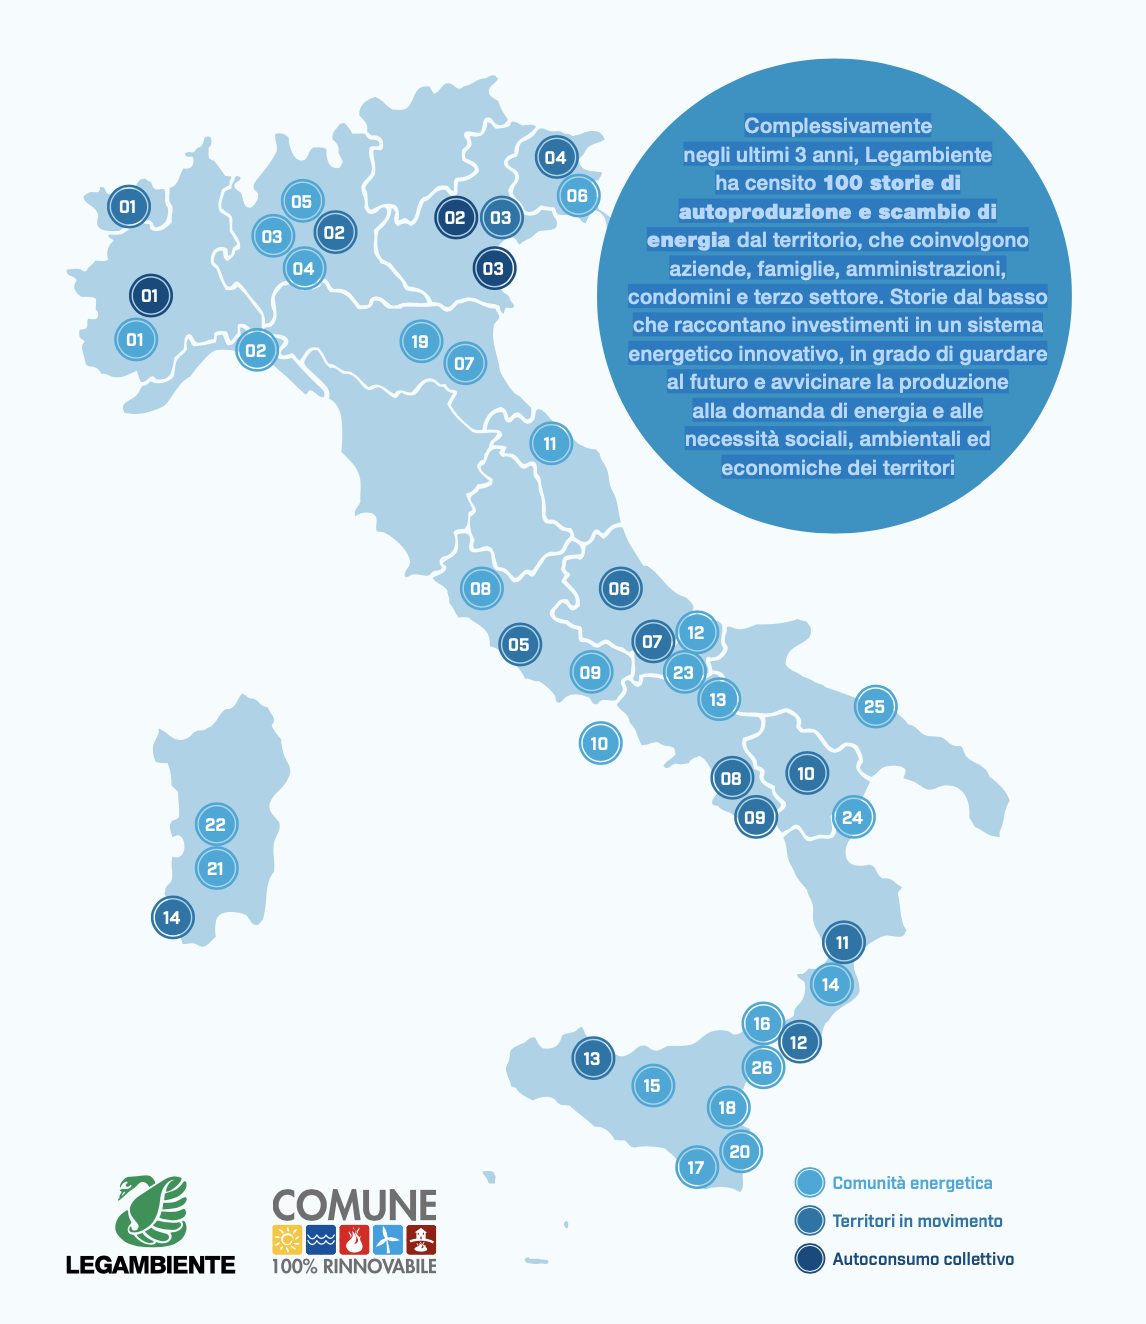 Complessivamente
negli ultimi 3 anni, Legambiente
ha censito 100 storie di
autoproduzione e scambio di
energia dal territorio, che coinvolgono
aziende, famiglie, amministrazioni,
condomini e terzo settore. Storie dal basso
che raccontano investimenti in un sistema
energetico innovativo, in grado di guardare
al futuro e avvicinare la produzione
alla domanda di energia e alle
necessità sociali, ambientali ed
economiche dei territori
04
06
05
01
02
03
03
02
04
03
01
01
02
19
07
11
08
06
05
07
12
09
23
13
25
10
08
10
09
24
22
21
14
11
14
16
12
13
26
15
18
20
17
Comunità energetica
Territori in movimento
Autoconsumo collettivo
LEGAMBIENTE
COMUNE
100% RINNOVABILE